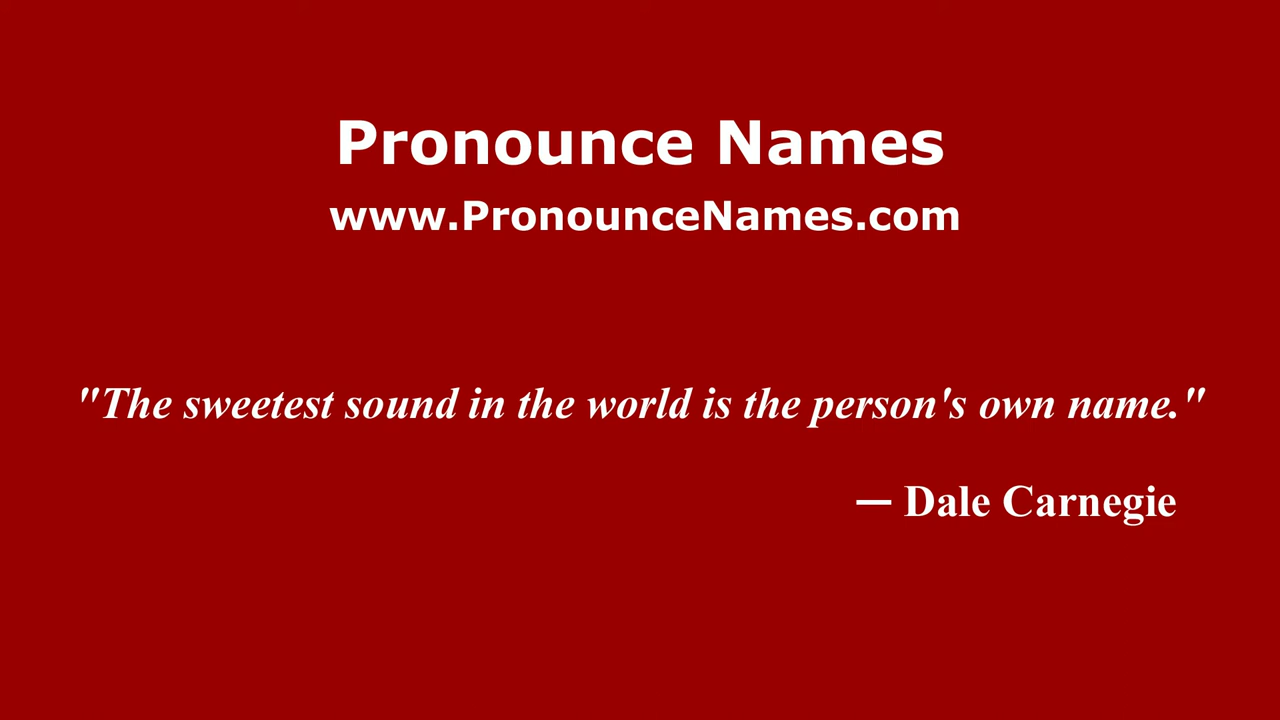 Pronounce Names
www.PronounceNames.com
"The sweetest sound in the world is the person's own name."
— Dale Carnegie